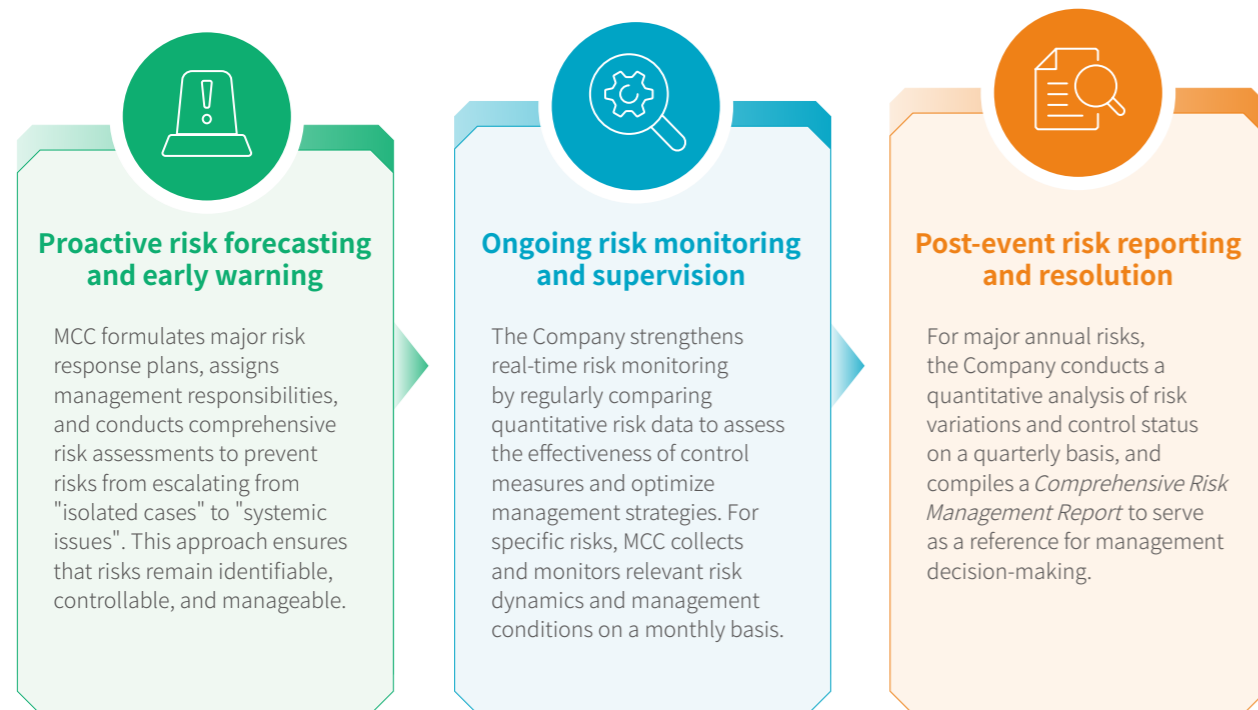 Proactive risk forecasting
and early warning
MCC formulates major risk
response plans, assigns
management responsibilities,
and conducts comprehensive
risk assessments to prevent
risks from escalating from
"isolated cases" to "systemic
issues". This approach ensures
that risks remain identifiable,
controllable, and manageable.
Ongoing risk monitoring
and supervision
The Company strengthens
real-time risk monitoring
by regularly comparing
quantitative risk data to assess
the effectiveness of control
measures and optimize
management strategies. For
specific risks, MCC collects
and monitors relevant risk
dynamics and management
conditions on a monthly basis.
Post-event risk reporting
and resolution
For major annual risks,
the Company conducts a
quantitative analysis of risk
variations and control status
on a quarterly basis, and
compiles a Comprehensive Risk
Management Report to serve
as a reference for management
decision-making.